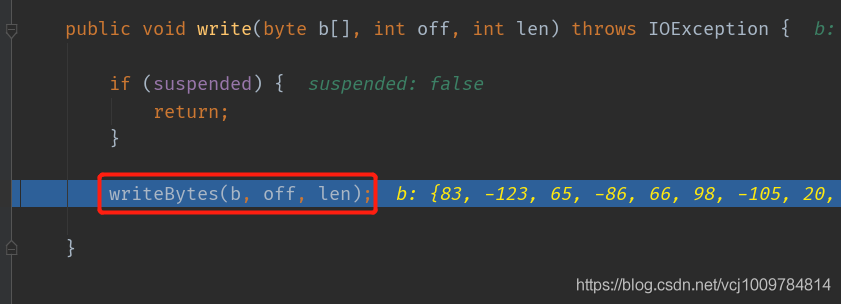 public void write(byte b[], int off, int len) throws IOException {  b:
if (suspended) {  suspended: false
return;
}
writeBytes(b, off, len);  b: {83, -123, 65, -86, 66, 98, -105, 20,
}
https://blog.csdn.net/vcj1009784814